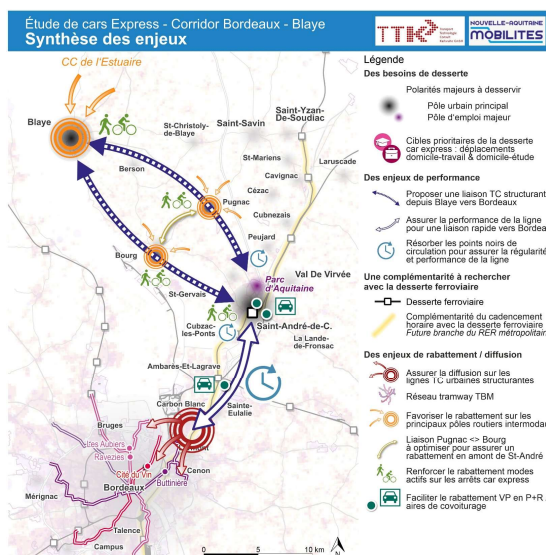 Étude de cars Express - Corridor Bordeaux - Blaye
Synthèse des enjeux
TTK
NOUVELLE-AQUITAINE
MOBILITES
CC de l'Estuaire
Blaye
St-Christoly-
de-Blaye
Saint-Savin
Saint-Yzan-
De-Soudiac
Berson
St-Mariens
Laruscade
Cavignac
Cézac
Pugnac
Cubnezais
Peujard
Bourg
Val De Virvée
Parc
d'Aquitaine
St-Gervais
Cubzac-
les-Ponts
Saint-André-de-C.
La Lande-
de-Fronsac
Ambarès-Et-Lagrave
Carbon Blanc
Sainte-
Eulalie
Bruges
Les Aubiers
Ravezies
Cité du Vin
Cenon
Buttinière
Bordeaux
Mérignac
Talence
Campus
0 5 10 km
N
Légende
Des besoins de desserte
Polarités majeurs à desservir
Pôle urbain principal
Pôle d'emploi majeur
Cibles prioritaires de la desserte
car express : déplacements
domicile-travail & domicile-étude
Des enjeux de performance
Proposer une liaison TC structurant
depuis Blaye vers Bordeaux
Assurer la performance de la ligne
pour une liaison rapide vers Bordea
Résorber les points noirs de
circulation pour assurer la régularité
et performance de la ligne
Une complémentarité à rechercher
avec la desserte ferroviaire
Desserte ferroviaire
Complémentarité du cadencement
horaire avec la desserte ferroviaire
Future branche du RER métropolitain
Des enjeux de rabattement / diffusion
Assurer la diffusion sur les
lignes TC urbaines structurantes
Réseau tramway TBM
Favoriser le rabattement sur les
principaux pôles routiers intermoda
Liaison Pugnac <> Bourg
à optimiser pour assurer un
rabattement en amont de St-André
Renforcer le rabattement modes
actifs sur les arrêts car express
Faciliter le rabattement VP en P+R
aires de covoiturage